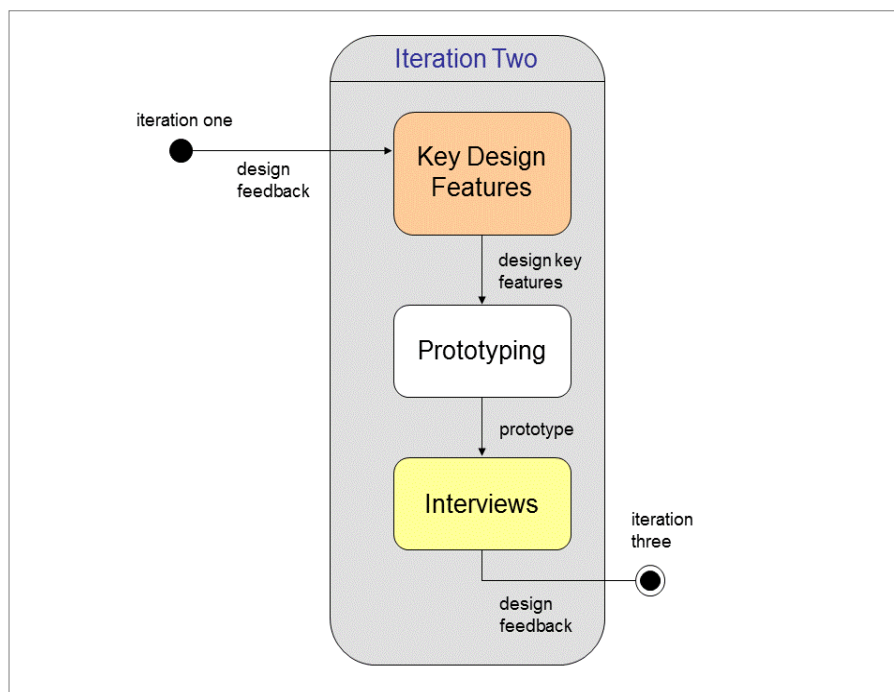 Iteration Two
iteration one
design
feedback
Key Design
Features
design key
features
Prototyping
prototype
Interviews
iteration
three
design
feedback